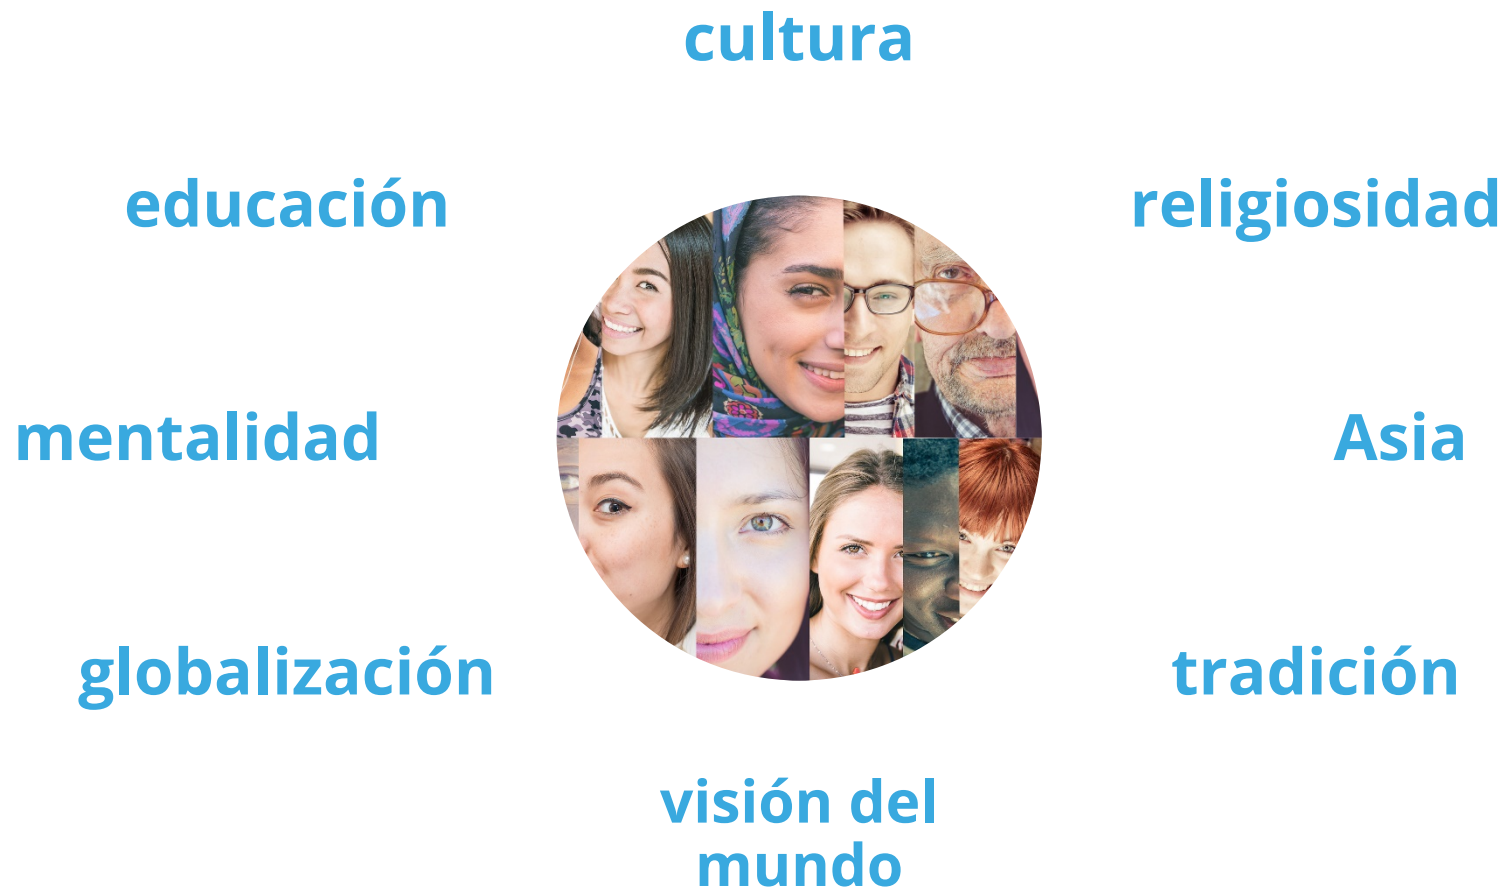 cultura
educación
religiosidad
mentalidad
Asia
globalización
tradición
visión del
mundo